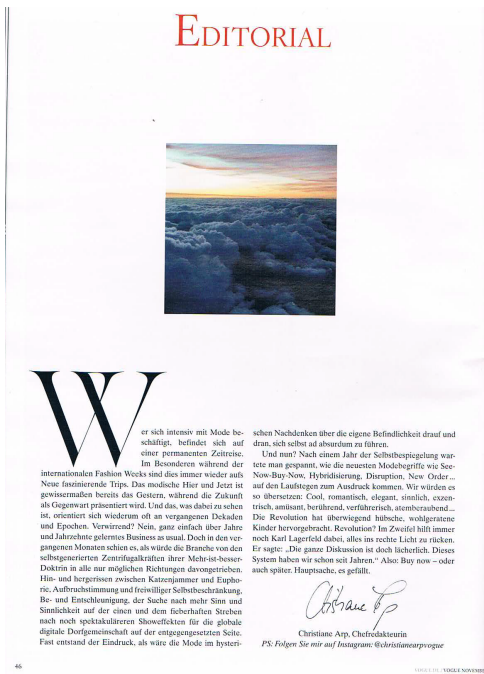 EDITORIAL
Wer sich intensiv mit Mode be-
schäftigt, befindet sich auf
einer permanenten Zeitreise.
Im Besonderen während der
internationalen Fashion Weeks sind dies immer wieder aufs
Neue faszinierende Trips. Das modische Hier und Jetzt ist
gewissermaßen bereits das Gestern, während die Zukunft
als Gegenwart präsentiert wird. Und das, was dabei zu sehen
ist, orientiert sich wiederum oft an vergangenen Dekaden
und Epochen. Verwirrend? Nein, ganz einfach über Jahre
und Jahrzehnte gelerntes Business as usual. Doch in den ver-
gangenen Monaten schien es, als würde die Branche von den
selbstgenerierten Zentrifugalkräften ihrer Mehr-ist-besser-
Doktrin in alle nur möglichen Richtungen davongetrieben.
Hin- und hergerissen zwischen Katzenjammer und Eupho-
rie, Aufbruchstimmung und freiwilliger Selbstbeschränkung,
Be- und Entschleunigung, der Suche nach mehr Sinn und
Sinnlichkeit auf der einen und dem fieberhaften Streben
nach noch spektakuläreren Showeffekten für die globale
digitale Dorfgemeinschaft auf der entgegengesetzten Seite.
Fast entstand der Eindruck, als wäre die Mode im hysteri-
schen Nachdenken über die eigene Befindlichkeit drauf und
dran, sich selbst ad absurdum zu führen.
Und nun? Nach einem Jahr der Selbstbespiegelung war-
tete man gespannt, wie die neuesten Modebegriffe wie See-
Now-Buy-Now, Hybridisierung, Disruption, New Order ...
auf den Laufstegen zum Ausdruck kommen. Wir würden es
so übersetzen: Cool, romantisch, elegant, sinnlich, exzen-
trisch, amüsant, berührend, verführerisch, atemberaubend ...
Die Revolution hat überwiegend hübsche, wohlgeratene
Kinder hervorgebracht. Revolution? Im Zweifel hilft immer
noch Karl Lagerfeld dabei, alles ins rechte Licht zu rücken.
Er sagte: „Die ganze Diskussion ist doch lächerlich. Dieses
System haben wir schon seit Jahren.“ Also: Buy now – oder
auch später. Hauptsache, es gefällt.
Christiane Arp
Christiane Arp, Chefredakteurin
PS: Folgen Sie mir auf Instagram: @christianearpvogue
46
VOGUE NOVEMBE